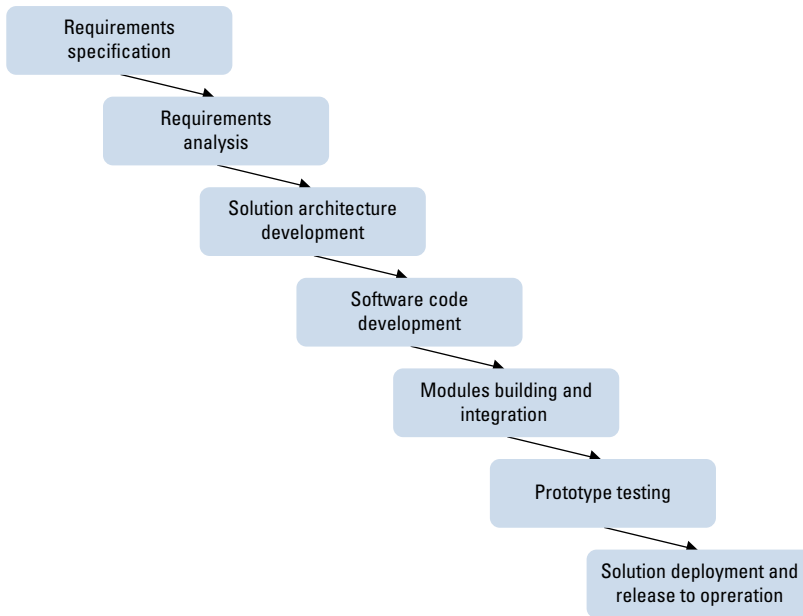 Requirements
specification
Requirements
analysis
Solution architecture
development
Software code
development
Modules building and
integration
Prototype testing
Solution deployment and
release to opreration